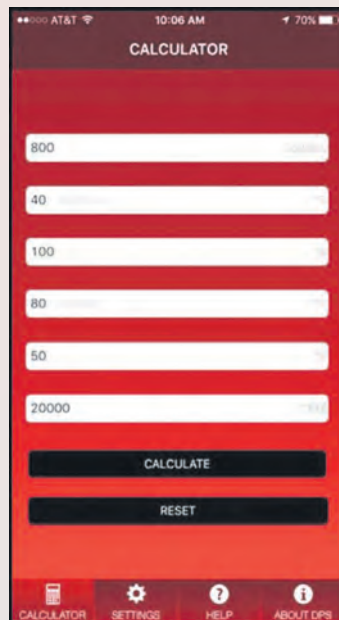 AT&T 10:06 AM 70%
CALCULATOR
800
40
100
80
50
20000
CALCULATE
RESET
CALCULATOR SETTINGS HELP ABOUT DPS